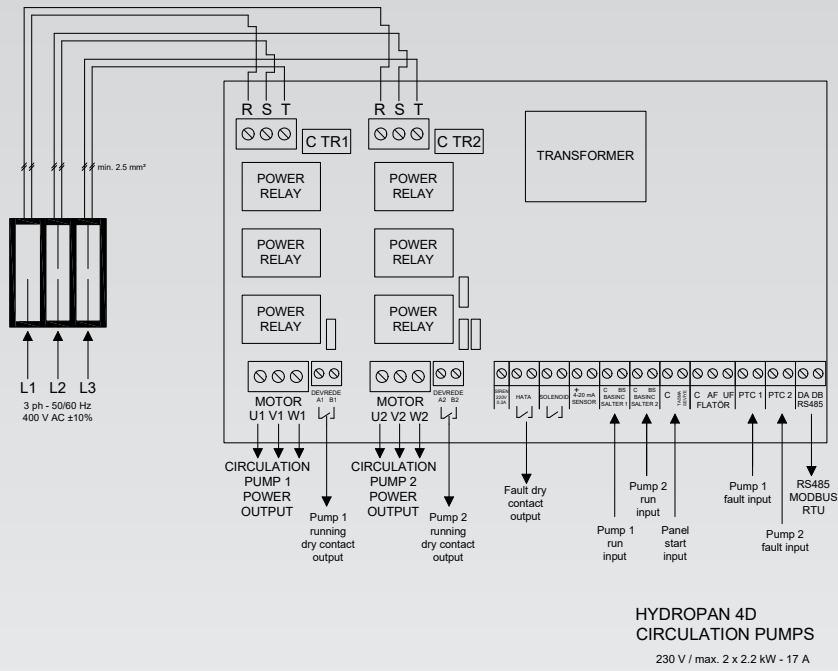 R S T
R S T
C TR1
C TR2
TRANSFORMER
min. 2.5 mm²
POWER
RELAY
POWER
RELAY
POWER
RELAY
POWER
RELAY
POWER
RELAY
POWER
RELAY
L1 L2 L3
3 ph - 50/60 Hz
400 V AC ±10%
MOTOR
U1 V1 W1
DEVREDE
A1 B1
MOTOR
U2 V2 W2
DEVREDE
A2 B2
SIREN
220V
0.3A
HATA
SOLENOID
+
4-20 mA
SENSOR
C BS
BASINC
SALTER 1
C BS
BASINC
SALTER 2
C
C AF UF
FLATÖR
PTC 1
PTC 2
DA DB
RS485
CIRCULATION
PUMP 1
POWER
OUTPUT
Pump 1
running
dry contact
output
CIRCULATION
PUMP 2
POWER
OUTPUT
Pump 2
running
dry contact
output
Fault dry
contact
output
Pump 1
run
input
Pump 2
run
input
Panel
start
input
Pump 1
fault input
Pump 2
fault input
RS485
MODBUS
RTU
HYDROPAN 4D
CIRCULATION PUMPS
230 V / max. 2 x 2.2 kW - 17 A